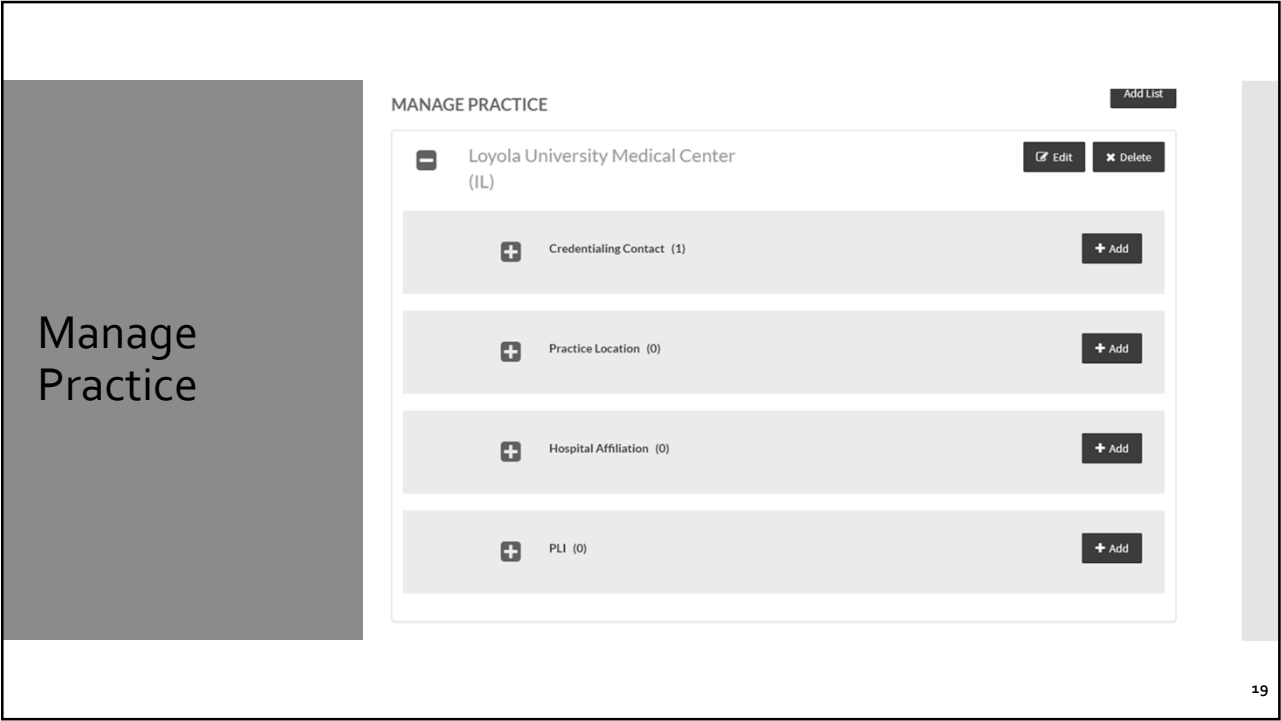 Manage
Practice
MANAGE PRACTICE
Add List
Loyola University Medical Center
(IL)
Edit
Delete
Credentialing Contact (1)
Add
Practice Location (0)
Add
Hospital Affiliation (0)
Add
PLI (0)
Add
19